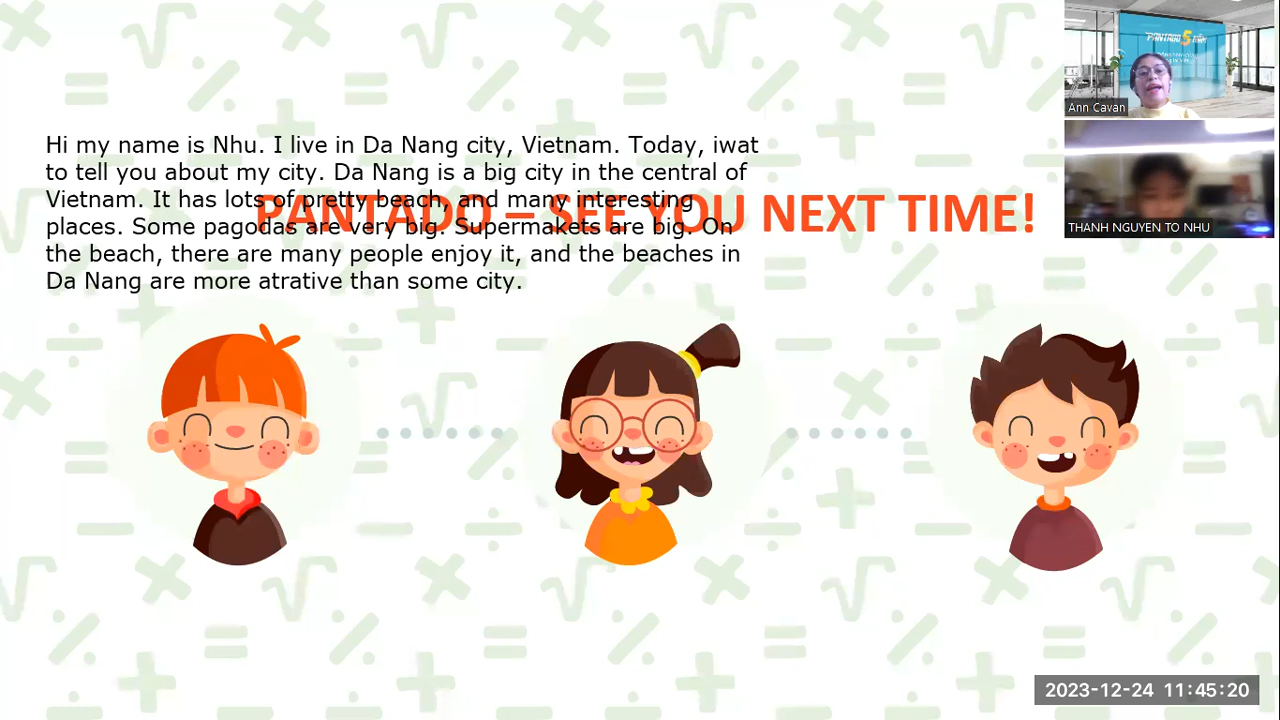 PANTADO 5
Ann Cavan
THANH NGUYEN TO NHU
Hi my name is Nhu. I live in Da Nang city, Vietnam. Today, iwat
to tell you about my city. Da Nang is a big city in the central of
Vietnam. It has lots of pretty beach, and many interesting
places. Some pagodas are very big. Supermakets are big. On
the beach, there are many people enjoy it, and the beaches in
Da Nang are more atrative than some city.
PANTADO – SEE YOU NEXT TIME!
2023-12-24 11:45:20